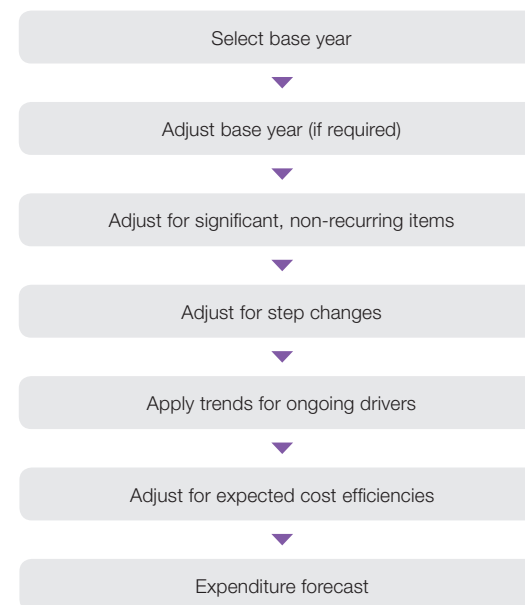 Select base year
Adjust base year (if required)
Adjust for significant, non-recurring items
Adjust for step changes
Apply trends for ongoing drivers
Adjust for expected cost efficiencies
Expenditure forecast